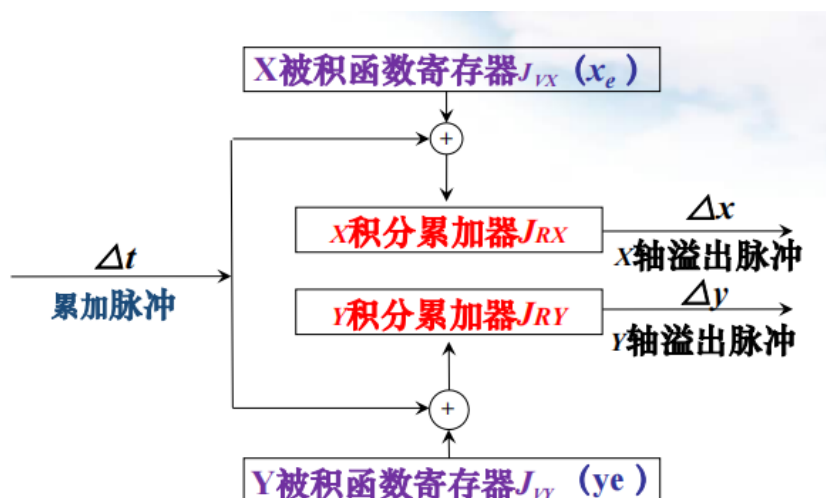 X被积函数寄存器JVX（xe）
+
X积分累加器JRX
△x
X轴溢出脉冲
△t
累加脉冲
Y积分累加器JRY
△y
Y轴溢出脉冲
+
Y被积函数寄存器JVY（ye）